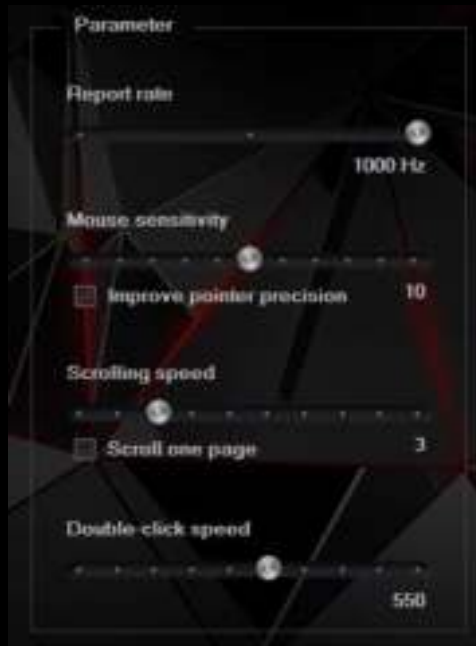 Parameter
Report rate
1000 Hz
Mouse sensitivity
Improve pointer precision 10
Scrolling speed
Scroll one page 3
Double-click speed
550